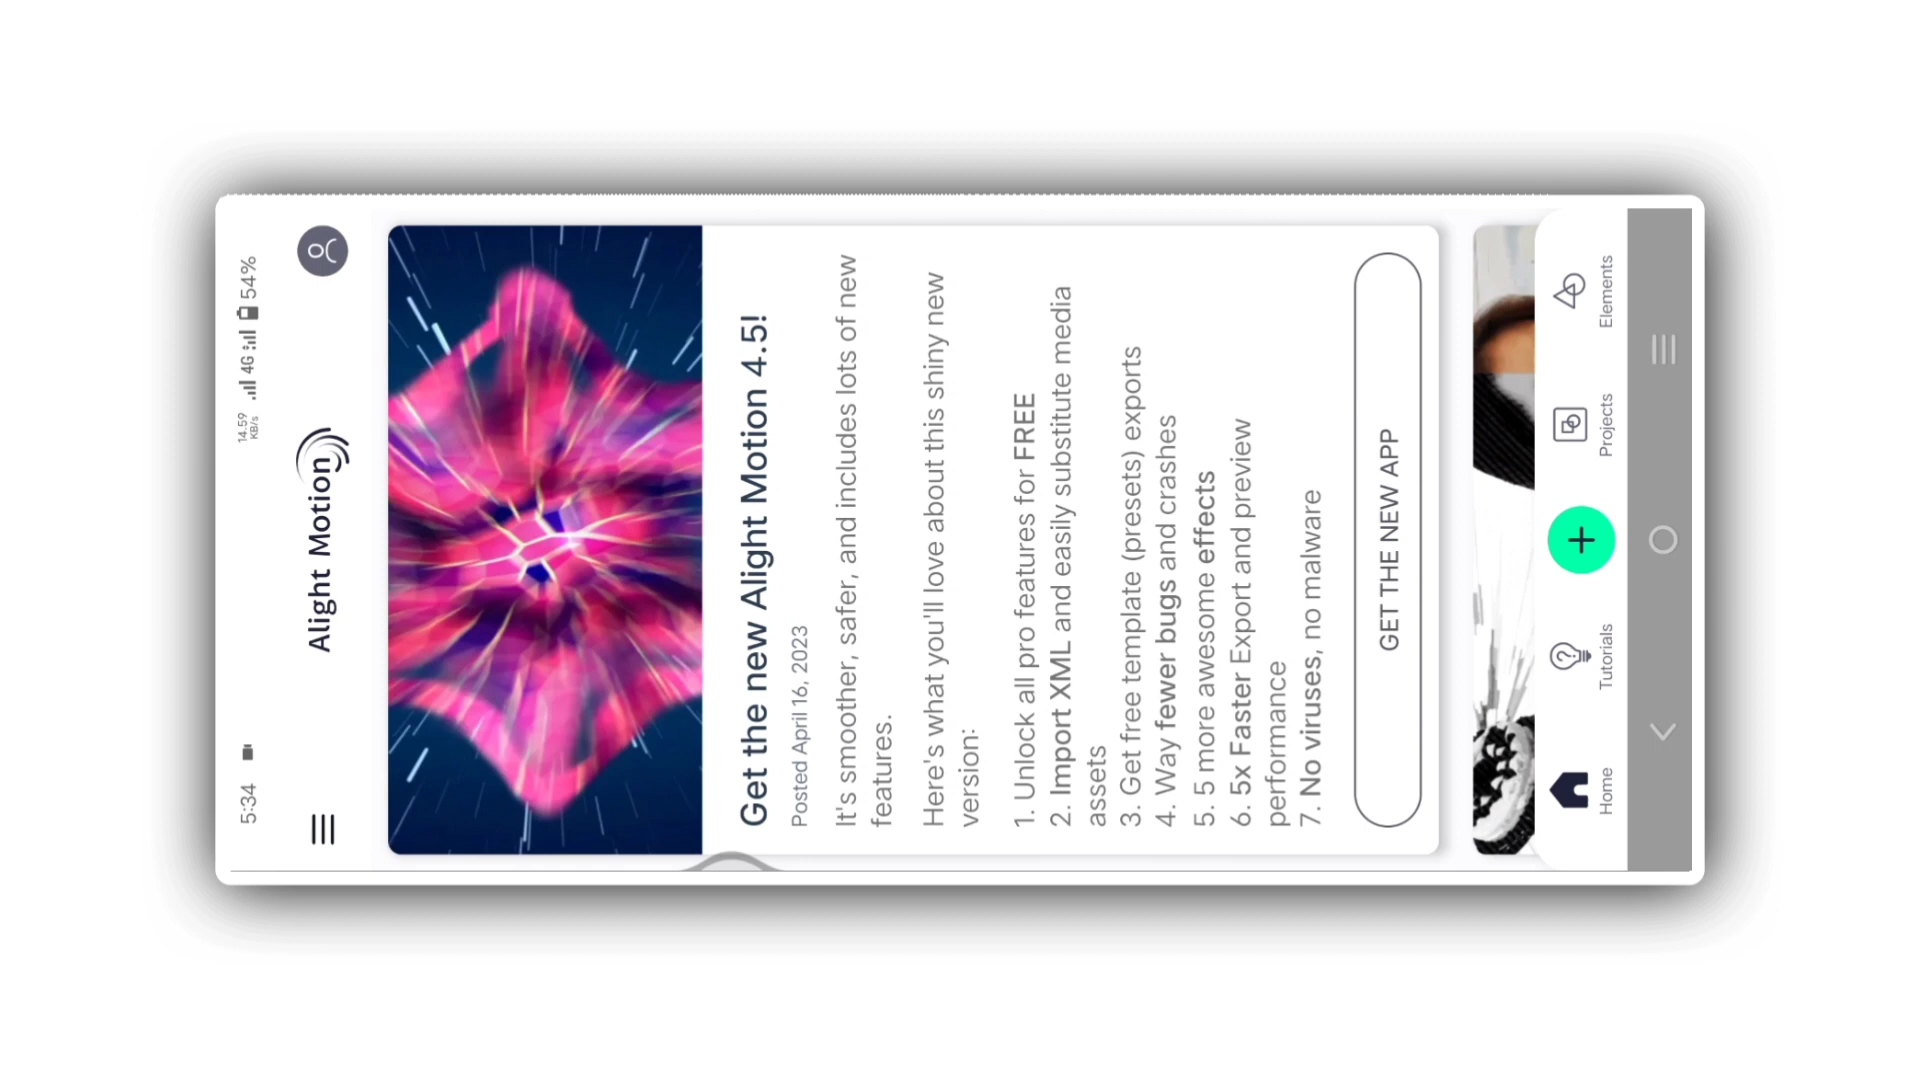 5:34
14.59 KB/s 4G 54%
Alight Motion
Get the new Alight Motion 4.5!
Posted April 16, 2023
It's smoother, safer, and includes lots of new
features.
Here's what you'll love about this shiny new
version:
1. Unlock all pro features for FREE
2. Import XML and easily substitute media
assets
3. Get free template (presets) exports
4. Way fewer bugs and crashes
5. 5 more awesome effects
6. 5x Faster Export and preview
performance
7. No viruses, no malware
GET THE NEW APP
Home
Tutorials
Projects
Elements